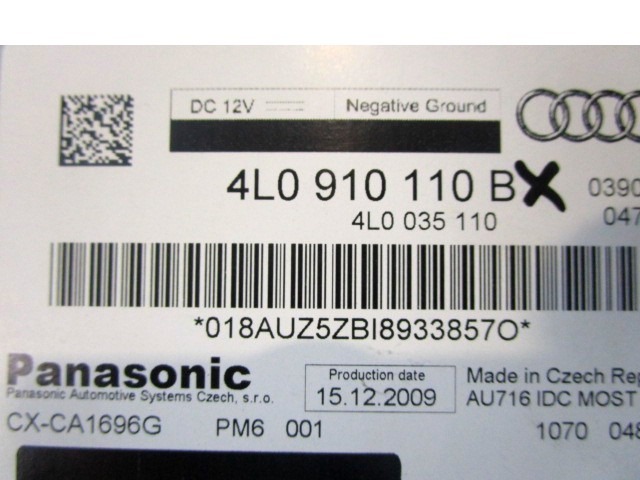 DC 12V Negative Ground
4L0 910 110 BX 0390
4L0 035 110 047
*018AUZ5ZBI8933857O*
Panasonic Production date Made in Czech Rep
Panasonic Automotive Systems Czech, s.r.o. 15.12.2009 AU716 IDC MOST
CX-CA1696G PM6 001 1070 048